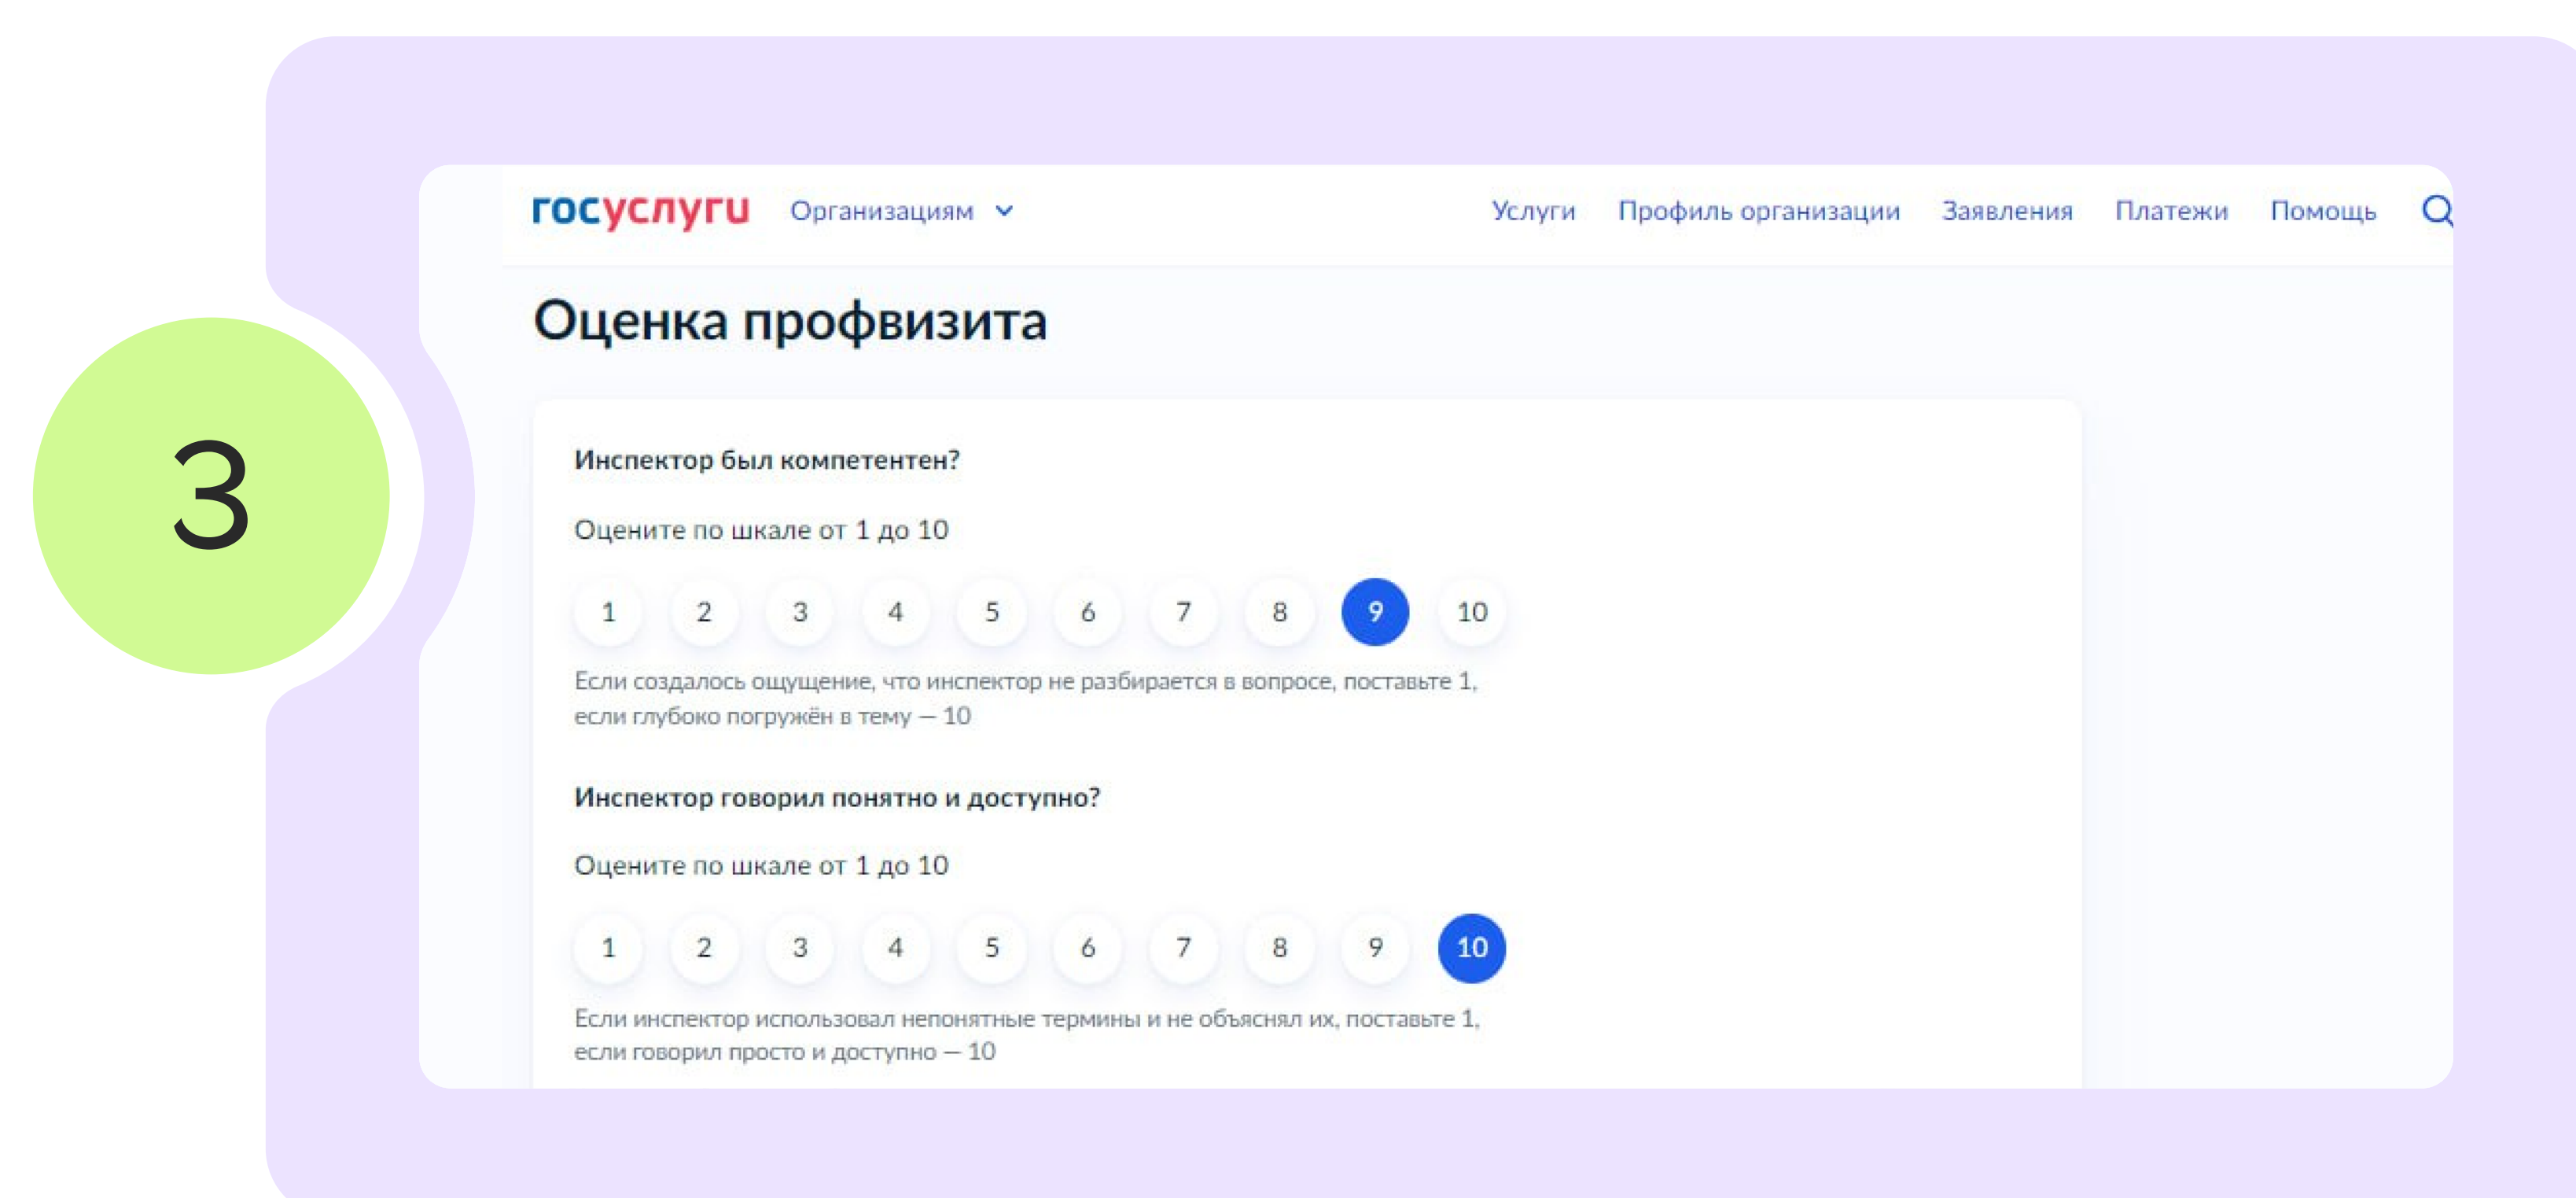 3
госуслуги Организациям Услуги Профиль организации Заявления Платежи Помощь
Оценка профвизита
Инспектор был компетентен?
Оцените по шкале от 1 до 10
1 2 3 4 5 6 7 8 9 10
Если создалось ощущение, что инспектор не разбирается в вопросе, поставьте 1,
если глубоко погружён в тему — 10
Инспектор говорил понятно и доступно?
Оцените по шкале от 1 до 10
1 2 3 4 5 6 7 8 9 10
Если инспектор использовал непонятные термины и не объяснял их, поставьте 1,
если говорил просто и доступно — 10